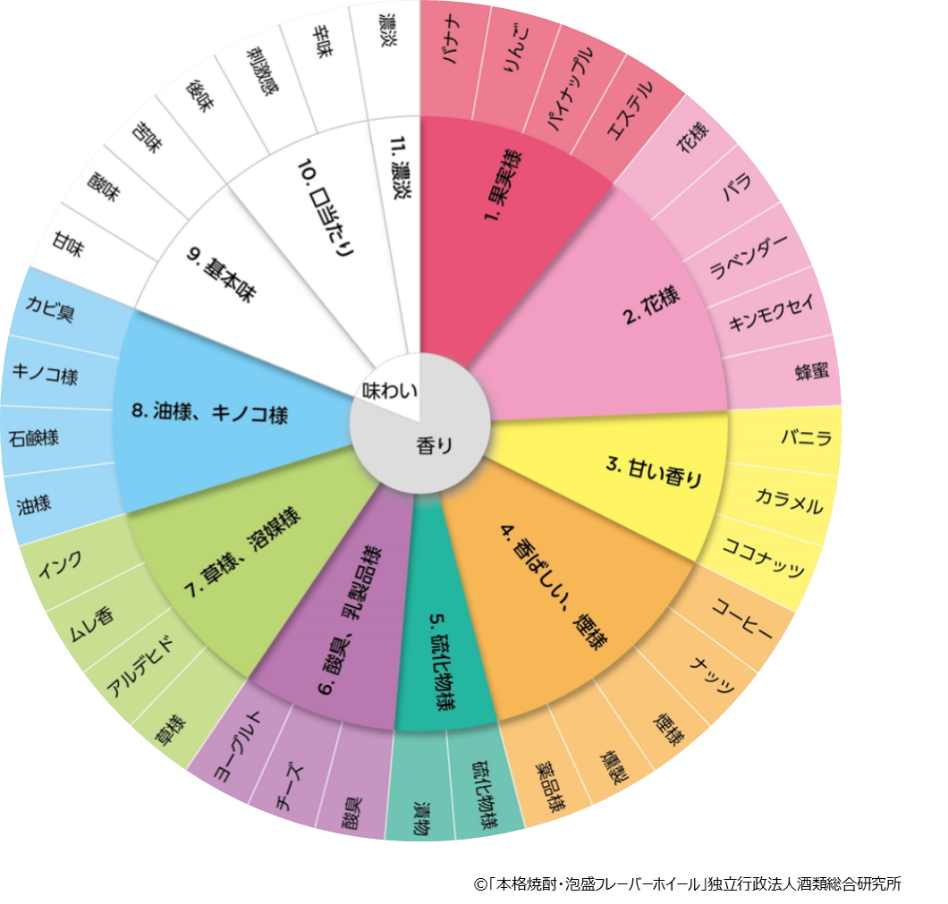 味わい
香り
1. 果実様
バナナ
りんご
パイナップル
エステル
2. 花様
花様
バラ
ラベンダー
キンモクセイ
蜂蜜
3. 甘い香り
バニラ
カラメル
ココナッツ
4. 香ばしい、煙様
コーヒー
ナッツ
煙様
燻製
薬品様
5. 硫化物様
硫化物様
漬物
6. 酸臭、乳製品様
酸臭
チーズ
ヨーグルト
7. 草様、溶媒様
草様
アルデヒド
ムレ香
インク
8. 油様、キノコ様
油様
石鹸様
キノコ様
カビ臭
9. 基本味
甘味
酸味
苦味
10. 口当たり
後味
刺激感
辛味
11. 濃淡
濃淡
©「本格焼酎・泡盛フレーバーホイール」独立行政法人酒類総合研究所